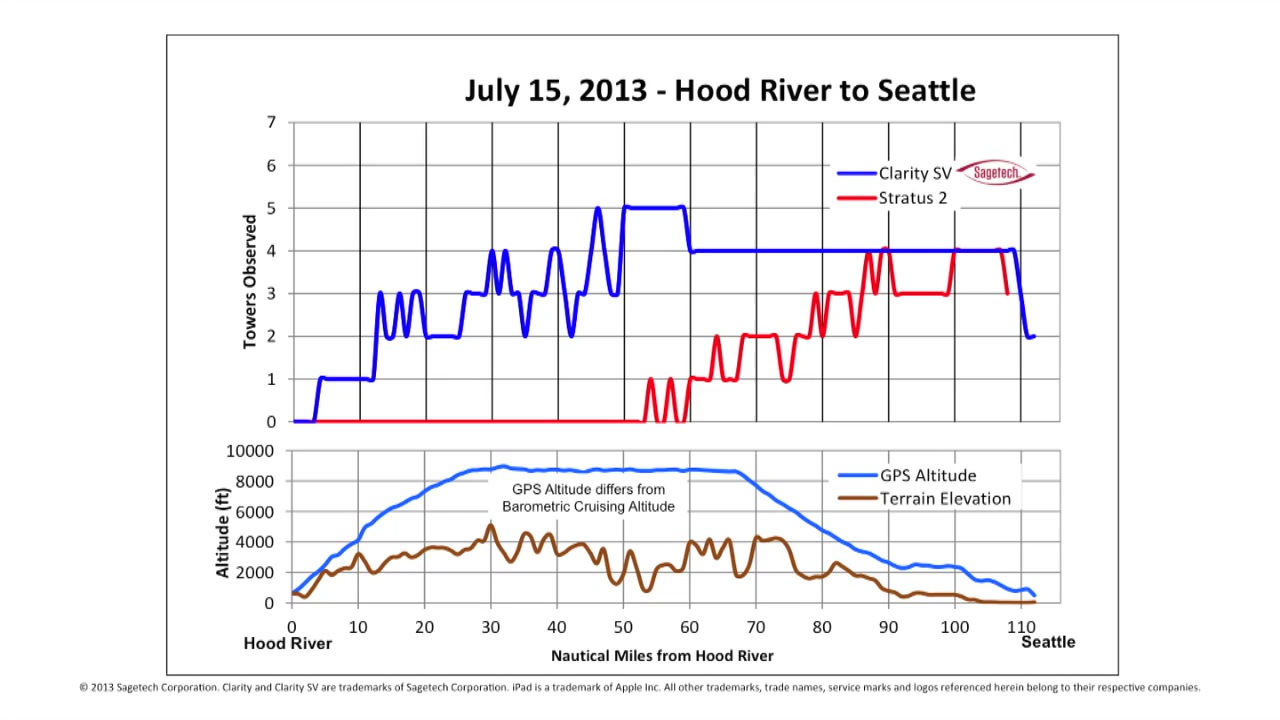 July 15, 2013 - Hood River to Seattle
7
6
5
4
3
2
1
0
Towers Observed
Clarity SV
Sagetech
Stratus 2
10000
8000
6000
4000
2000
0
Altitude (ft)
GPS Altitude differs from
Barometric Cruising Altitude
GPS Altitude
Terrain Elevation
0 10 20 30 40 50 60 70 80 90 100 110
Hood River
Seattle
Nautical Miles from Hood River
© 2013 Sagetech Corporation. Clarity and Clarity SV are trademarks of Sagetech Corporation. iPad is a trademark of Apple Inc. All other trademarks, trade names, service marks and logos referenced herein belong to their respective companies.